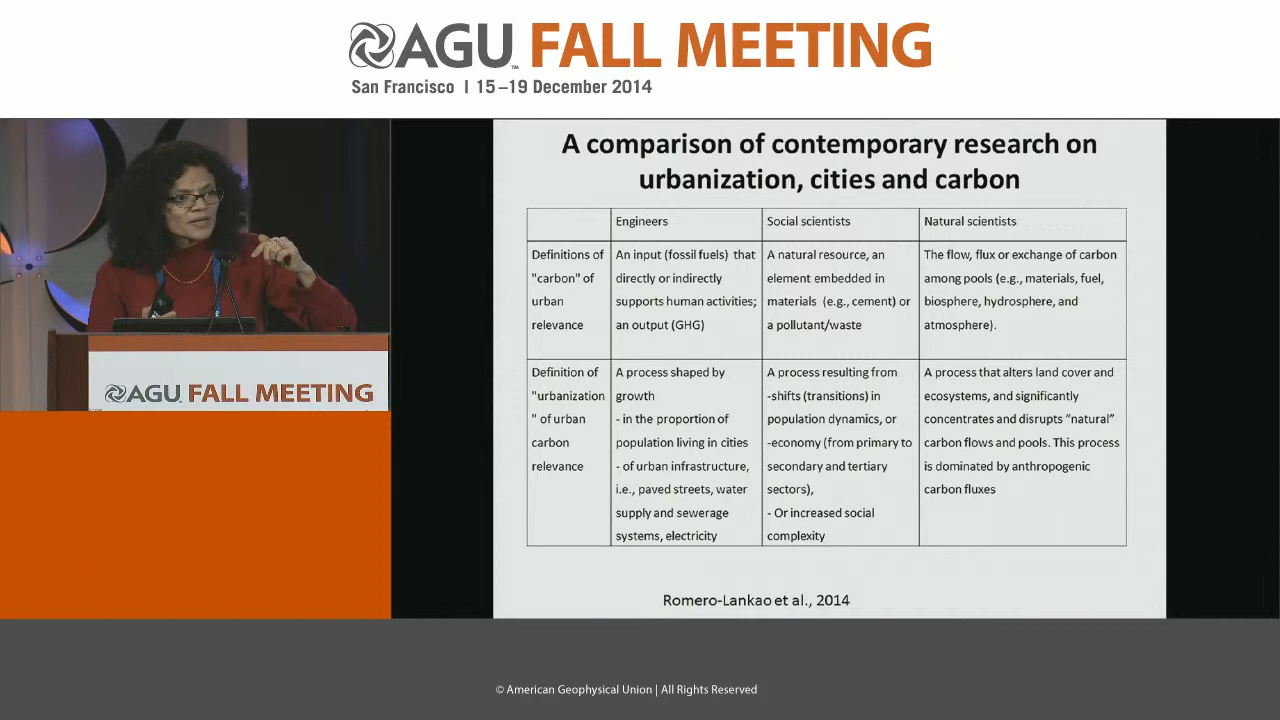 AGU FALL MEETING
San Francisco | 15–19 December 2014
AGU FALL MEETING
A comparison of contemporary research on
urbanization, cities and carbon
Engineers
Social scientists
Natural scientists
Definitions of
"carbon" of
urban
relevance
An input (fossil fuels) that
directly or indirectly
supports human activities;
an output (GHG)
A natural resource, an
element embedded in
materials (e.g., cement) or
a pollutant/waste
The flow, flux or exchange of carbon
among pools (e.g., materials, fuel,
biosphere, hydrosphere, and
atmosphere).
Definition of
"urbanization
" of urban
carbon
relevance
A process shaped by
growth
- in the proportion of
population living in cities
- of urban infrastructure,
i.e., paved streets, water
supply and sewerage
systems, electricity
A process resulting from
-shifts (transitions) in
population dynamics, or
-economy (from primary to
secondary and tertiary
sectors),
- Or increased social
complexity
A process that alters land cover and
ecosystems, and significantly
concentrates and disrupts “natural”
carbon flows and pools. This process
is dominated by anthropogenic
carbon fluxes
Romero-Lankao et al., 2014
© American Geophysical Union | All Rights Reserved